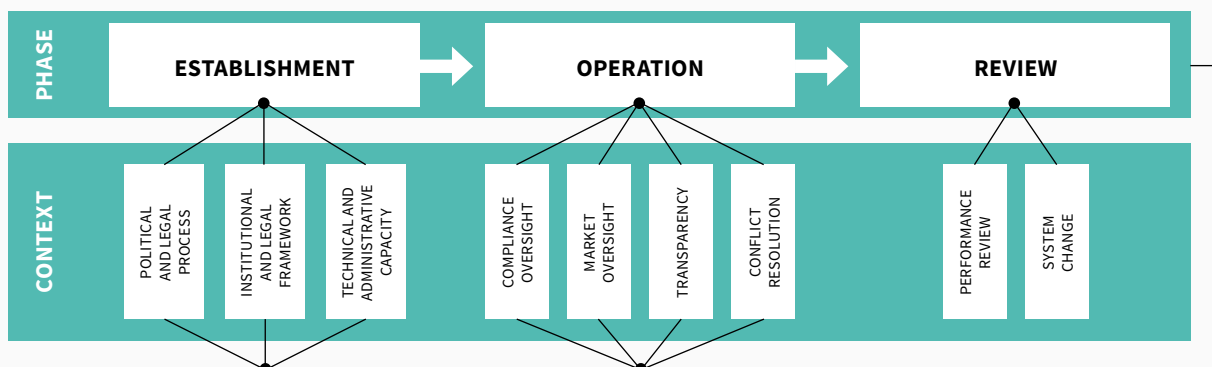 PHASE
ESTABLISHMENT
OPERATION
REVIEW
CONTEXT
POLITICAL
AND LEGAL
PROCESS
INSTITUTIONAL
AND LEGAL
FRAMEWORK
TECHNICAL AND
ADMINISTRATIVE
CAPACITY
COMPLIANCE
OVERSIGHT
MARKET
OVERSIGHT
TRANSPARENCY
CONFLICT
RESOLUTION
PERFORMANCE
REVIEW
SYSTEM
CHANGE